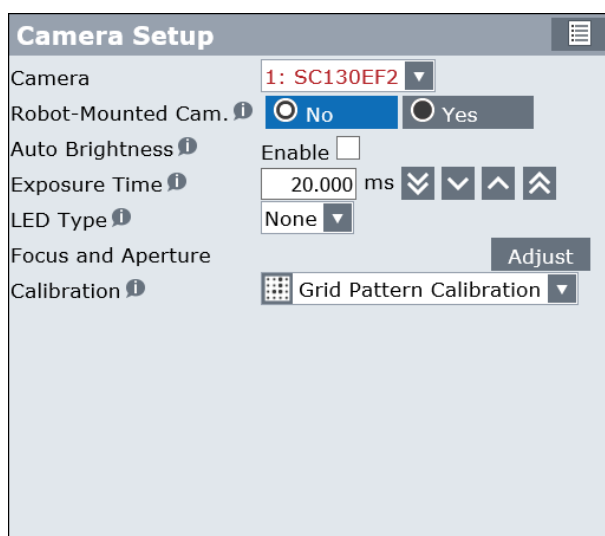 Camera Setup
Camera 1: SC130EF2
Robot-Mounted Cam. No Yes
Auto Brightness Enable
Exposure Time 20.000 ms
LED Type None
Focus and Aperture Adjust
Calibration Grid Pattern Calibration